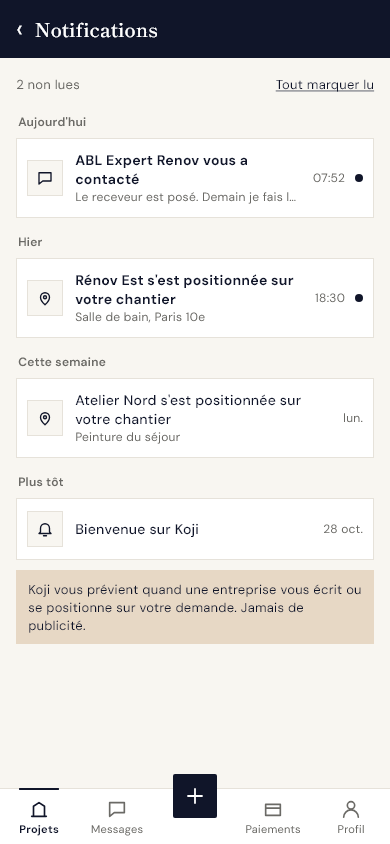 Notifications
2 non lues
Tout marquer lu
Aujourd'hui
ABL Expert Renov vous a
contacté
Le receveur est posé. Demain je fais l...
07:52
Hier
Rénov Est s'est positionnée sur
votre chantier
Salle de bain, Paris 10e
18:30
Cette semaine
Atelier Nord s'est positionnée sur
votre chantier
Peinture du séjour
lun.
Plus tôt
Bienvenue sur Koji
28 oct.
Koji vous prévient quand une entreprise vous écrit ou
se positionne sur votre demande. Jamais de
publicité.
Projets
Messages
Paiements
Profil